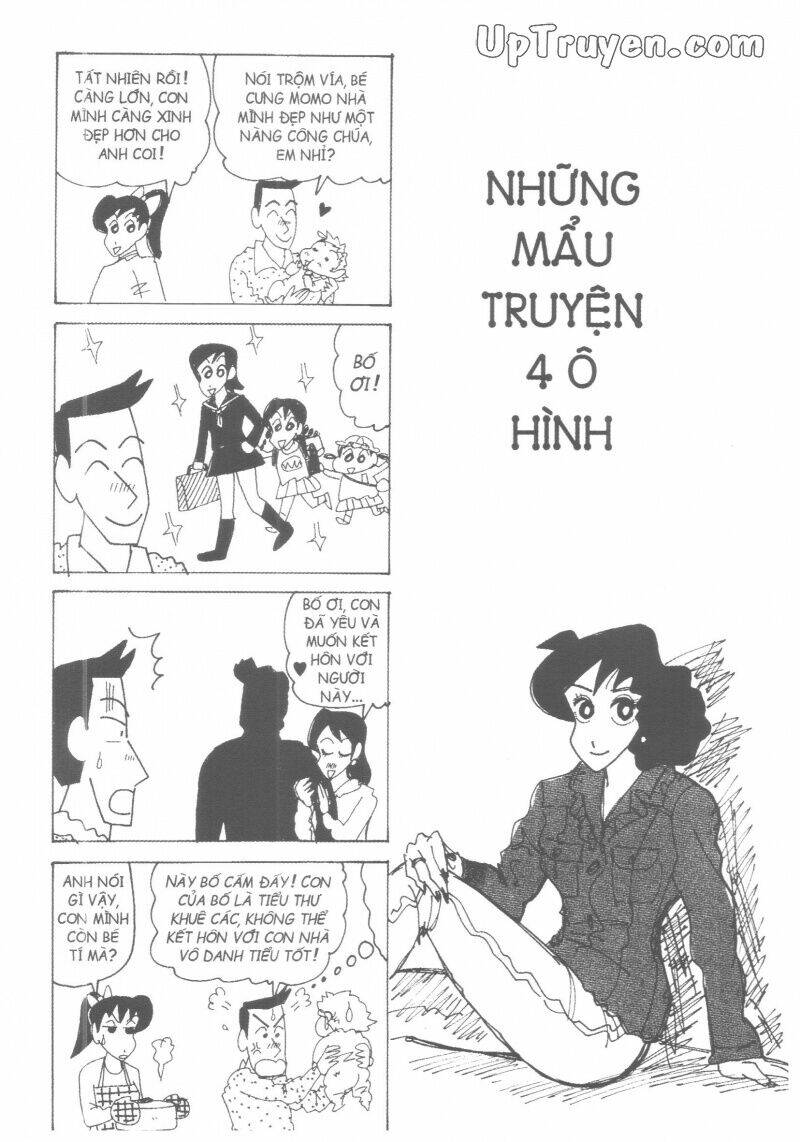 UpTruyen.com
TẤT NHIÊN RỒI!
CÀNG LỚN, CON
MÌNH CÀNG XINH
ĐẸP HƠN CHO
ANH COI!
NÓI TRỘM VÍA, BÉ
CƯNG MOMO NHÀ
MÌNH ĐẸP NHƯ MỘT
NÀNG CÔNG CHÚA,
EM NHỈ?
BỐ
ƠI!
BỐ ƠI, CON
ĐÃ YÊU VÀ
MUỐN KẾT
HÔN VỚI
NGƯỜI
NÀY...
ANH NÓI
GÌ VẬY,
CON MÌNH
CÒN BÉ
TÍ MÀ?
NÀY BỐ CẤM ĐẤY! CON
CỦA BỐ LÀ TIỂU THƯ
KHUÊ CÁC, KHÔNG THỂ
KẾT HÔN VỚI CON NHÀ
VÔ DANH TIỂU TỐT!
NHỮNG
MẨU
TRUYỆN
4 Ô
HÌNH